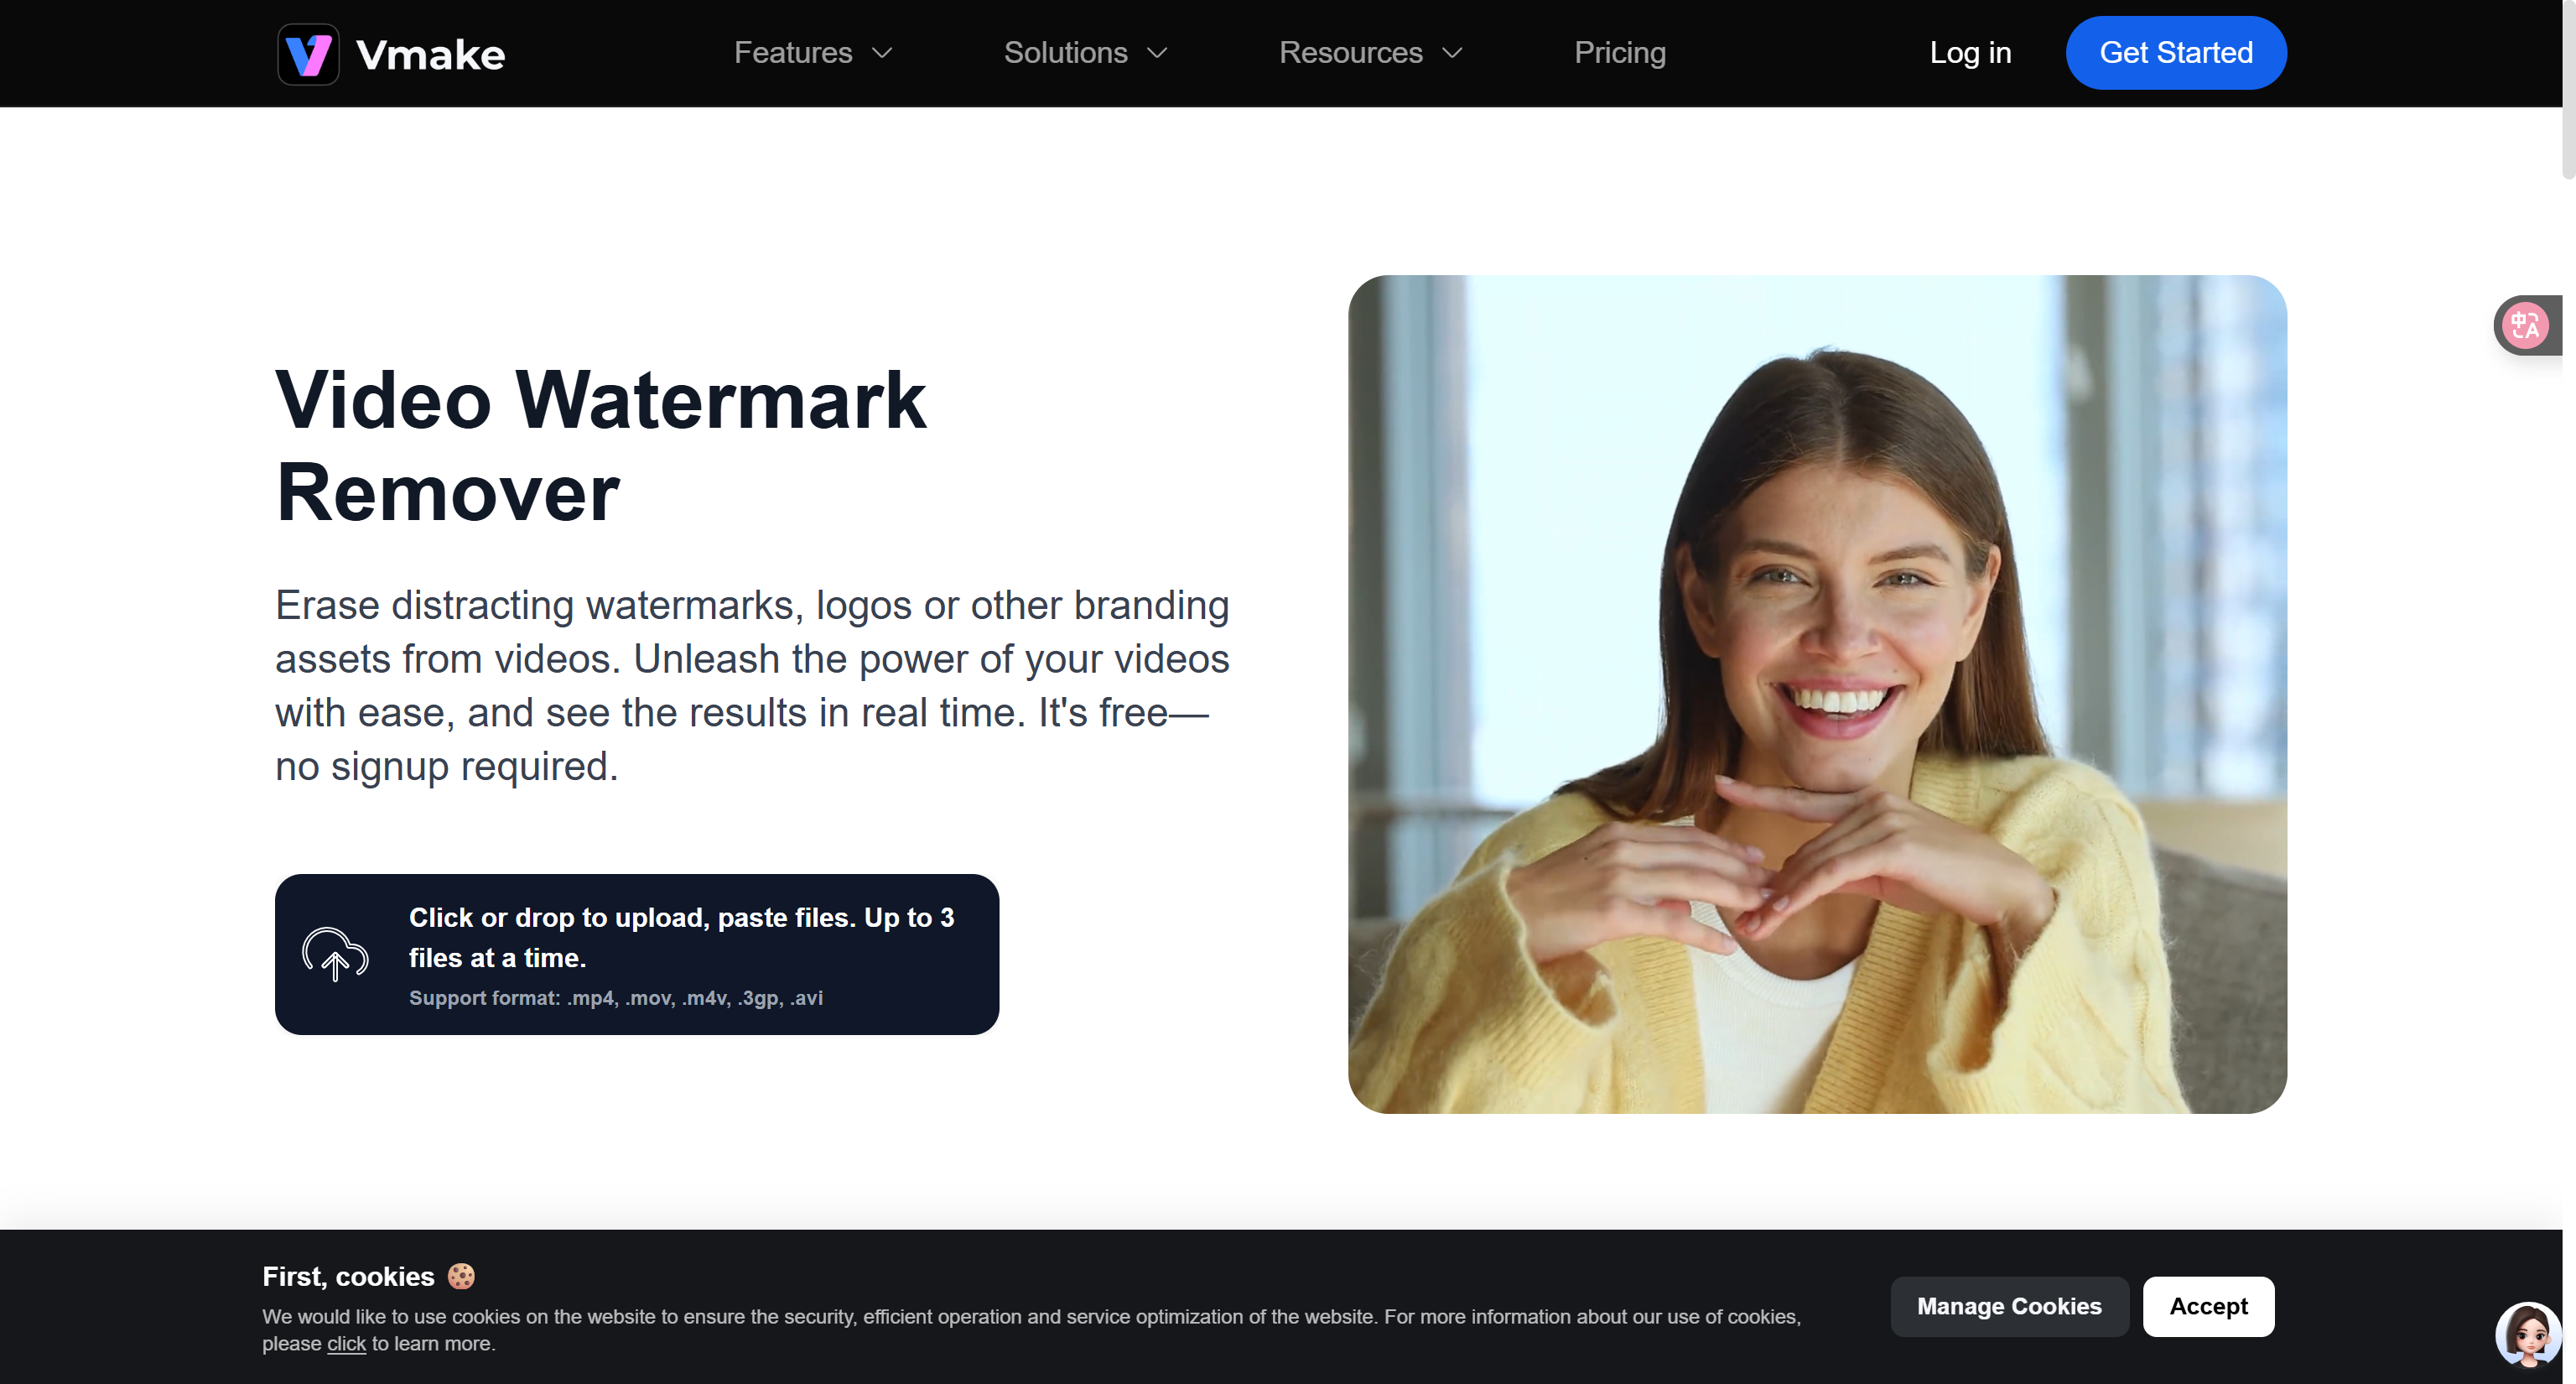 Vmake
Features
Solutions
Resources
Pricing
Log in
Get Started
中A
Video Watermark
Remover
Erase distracting watermarks, logos or other branding
assets from videos. Unleash the power of your videos
with ease, and see the results in real time. It's free—
no signup required.
Click or drop to upload, paste files. Up to 3
files at a time.
Support format: .mp4, .mov, .m4v, .3gp, .avi
First, cookies 🍪
We would like to use cookies on the website to ensure the security, efficient operation and service optimization of the website. For more information about our use of cookies,
please click to learn more.
Manage Cookies
Accept